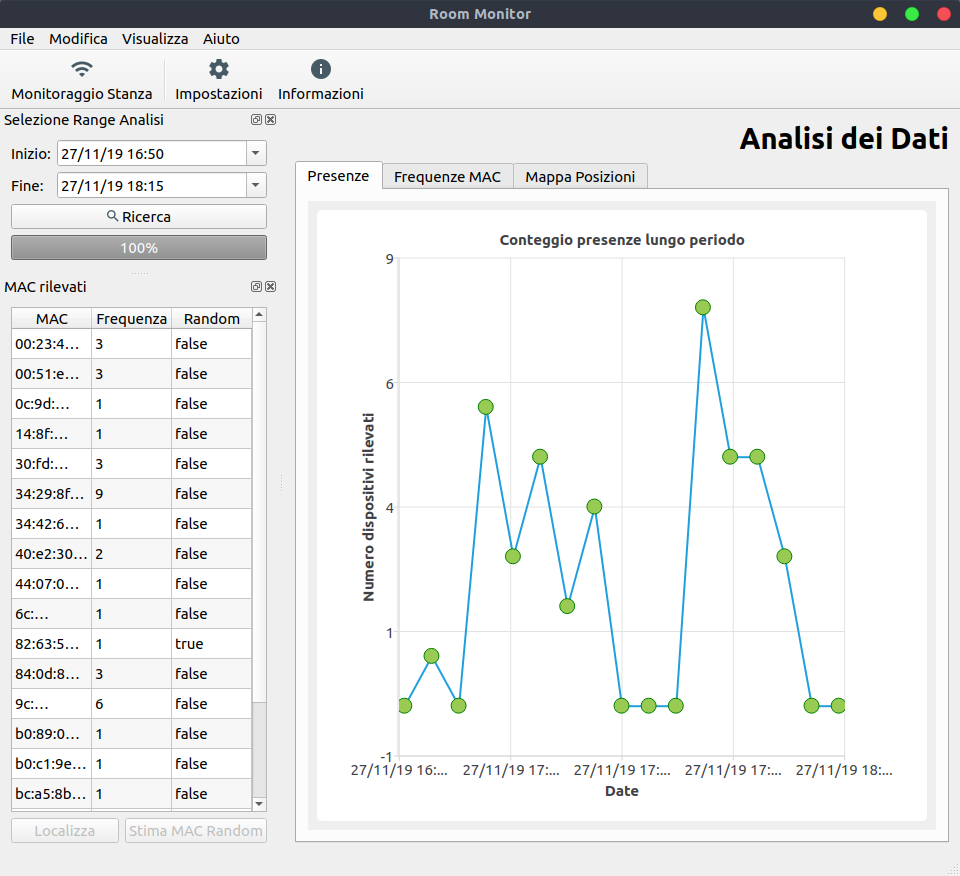 Room Monitor
File Modifica Visualizza Aiuto
Monitoraggio Stanza Impostazioni Informazioni
Selezione Range Analisi
Inizio: 27/11/19 16:50
Fine: 27/11/19 18:15
Ricerca
100%
MAC rilevati
MAC Frequenza Random
00:23:4... 3 false
00:51:e... 3 false
0c:9d:... 1 false
14:8f:... 1 false
30:fd:... 3 false
34:29:8f... 9 false
34:42:6... 1 false
40:e2:30... 2 false
44:07:0... 1 false
6c:... 1 false
82:63:5... 1 true
84:0d:8... 3 false
9c:... 6 false
b0:89:0... 1 false
b0:c1:9e... 1 false
bc:a5:8b... 1 false
Localizza Stima MAC Random
Analisi dei Dati
Presenze Frequenze MAC Mappa Posizioni
Conteggio presenze lungo periodo
Numero dispositivi rilevati
9
6
4
1
-1
27/11/19 16:... 27/11/19 17:... 27/11/19 17:... 27/11/19 17:... 27/11/19 18:...
Date